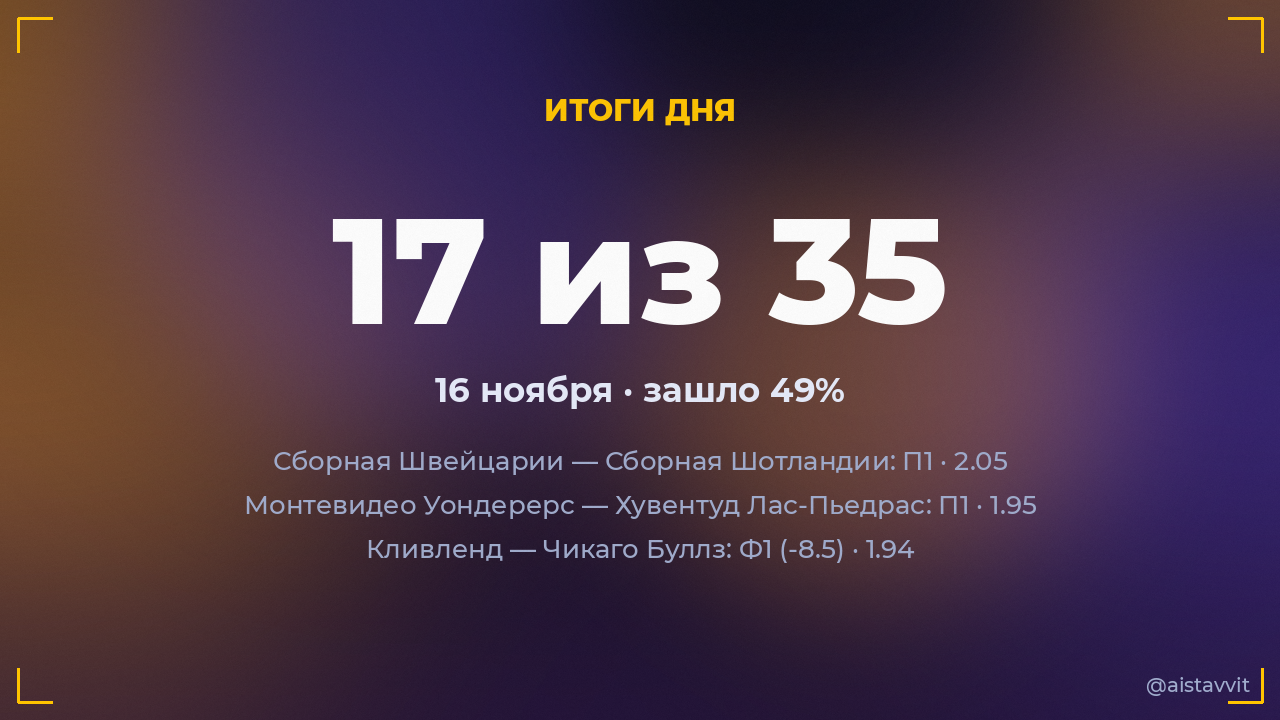 ИТОГИ ДНЯ
17 из 35
16 ноября · зашло 49%
Сборная Швейцарии — Сборная Шотландии: П1 · 2.05
Монтевидео Уондерерс — Хувентуд Лас-Пьедрас: П1 · 1.95
Кливленд — Чикаго Буллз: Ф1 (-8.5) · 1.94
@aistavvit